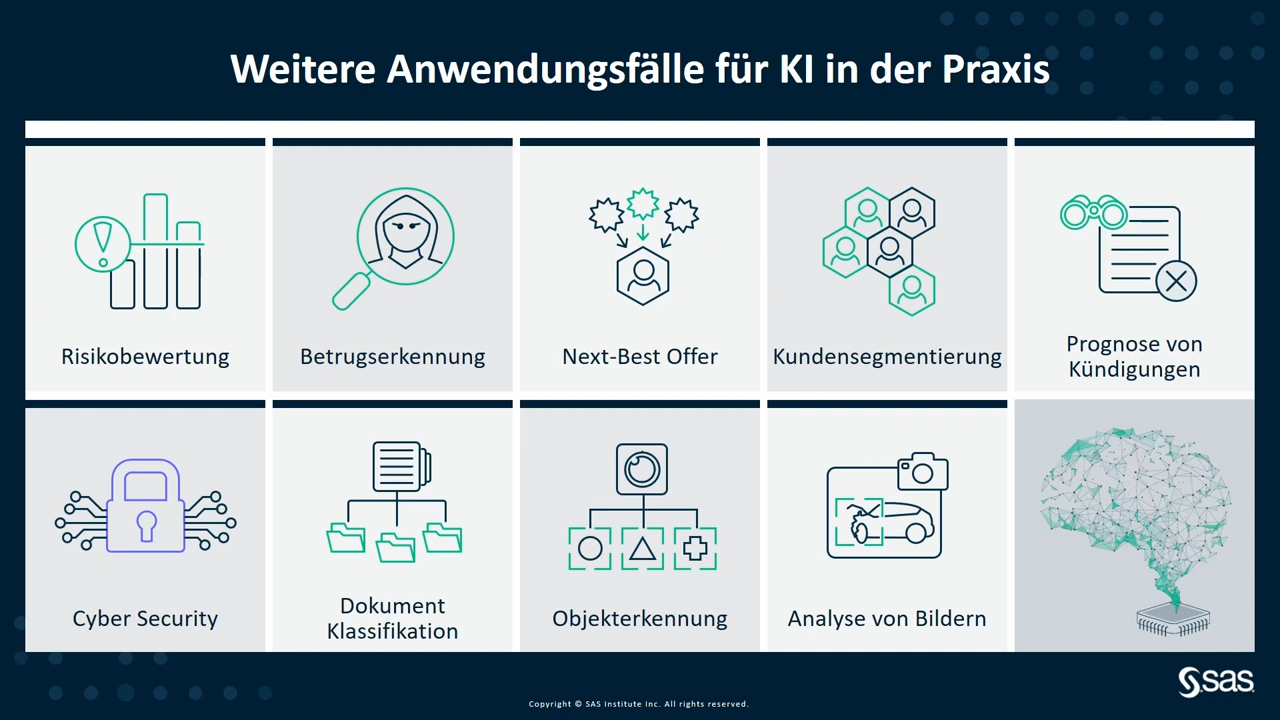 Weitere Anwendungsfälle für KI in der Praxis
Risikobewertung
Betrugserkennung
Next-Best Offer
Kundensegmentierung
Prognose von
Kündigungen
Cyber Security
Dokument
Klassifikation
Objekterkennung
Analyse von Bildern
sas
Copyright © SAS Institute Inc. All rights reserved.